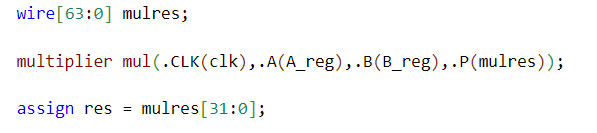 wire[63:0] mulres;
multiplier mul(.CLK(clk),.A(A_reg),.B(B_reg),.P(mulres));
assign res = mulres[31:0];